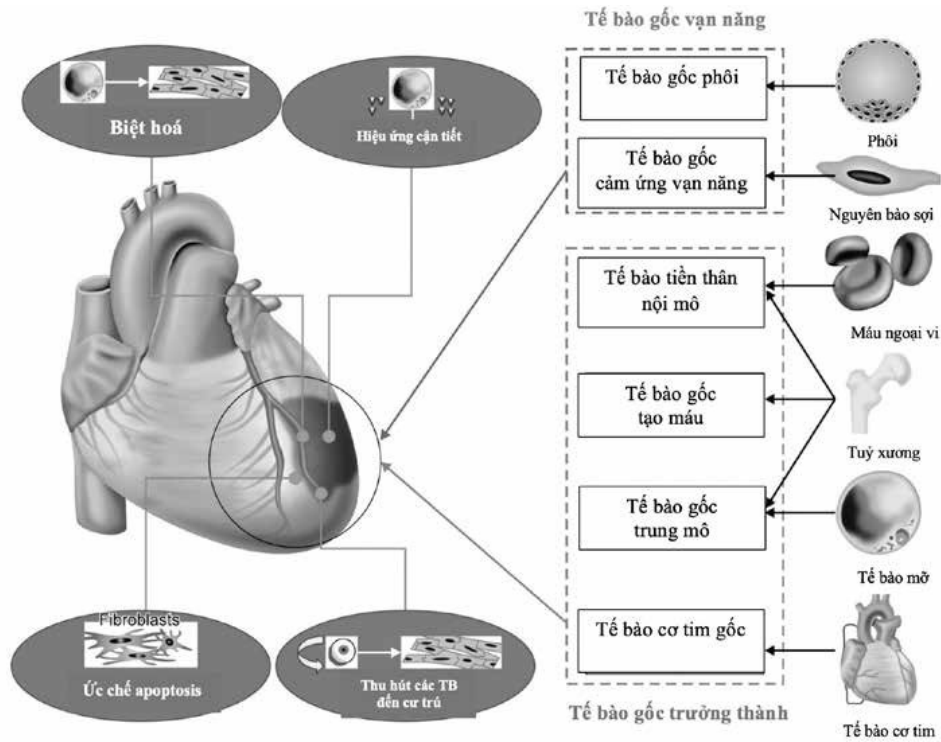 Tế bào gốc vạn năng
Biệt hoá
Hiệu ứng cận tiết
Tế bào gốc phôi
Phôi
Tế bào gốc
cảm ứng vạn năng
Nguyên bào sợi
Tế bào tiền thân
nội mô
Máu ngoại vi
Tế bào gốc
tạo máu
Tuỷ xương
Tế bào gốc
trung mô
Tế bào mỡ
Tế bào cơ tim gốc
Tế bào cơ tim
Tế bào gốc trưởng thành
Fibroblasts
Ức chế apoptosis
Thu hút các TB
đến cư trú